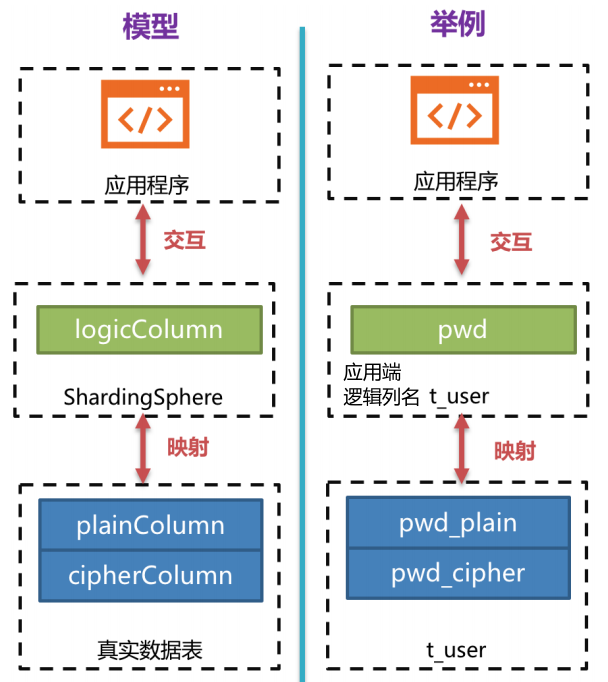 模型
</>
应用程序
交互
logicColumn
ShardingSphere
映射
plainColumn
cipherColumn
真实数据表
举例
</>
应用程序
交互
pwd
应用端
逻辑列名 t_user
映射
pwd_plain
pwd_cipher
t_user